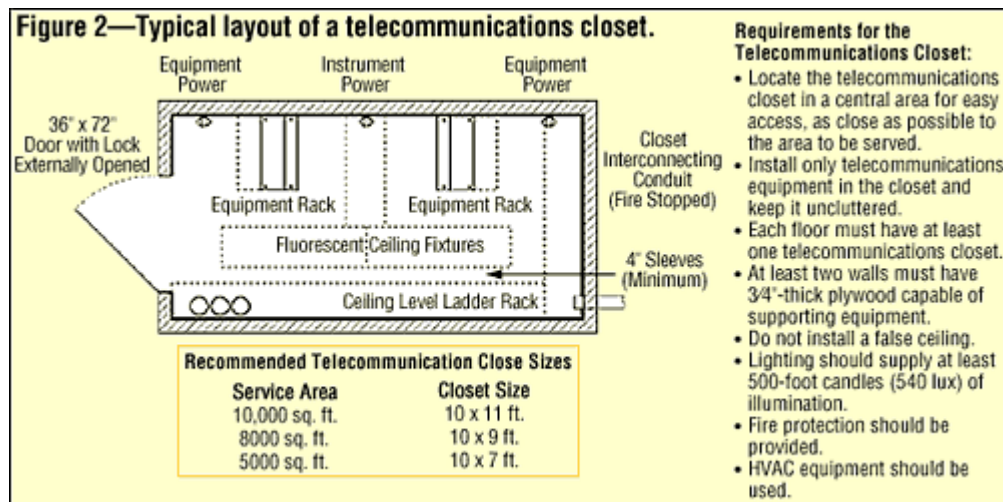 Figure 2—Typical layout of a telecommunications closet.
Equipment
Power
Instrument
Power
Equipment
Power
36" x 72"
Door with Lock
Externally Opened
Equipment Rack
Equipment Rack
Closet
Interconnecting
Conduit
(Fire Stopped)
Fluorescent Ceiling Fixtures
4" Sleeves
(Minimum)
Ceiling Level Ladder Rack
Recommended Telecommunication Close Sizes
Service Area Closet Size
10,000 sq. ft. 10 x 11 ft.
8000 sq. ft. 10 x 9 ft.
5000 sq. ft. 10 x 7 ft.
Requirements for the
Telecommunications Closet:
• Locate the telecommunications
closet in a central area for easy
access, as close as possible to
the area to be served.
• Install only telecommunications
equipment in the closet and
keep it uncluttered.
• Each floor must have at least
one telecommunications closet.
• At least two walls must have
3/4"-thick plywood capable of
supporting equipment.
• Do not install a false ceiling.
• Lighting should supply at least
500-foot candles (540 lux) of
illumination.
• Fire protection should be
provided.
• HVAC equipment should be
used.